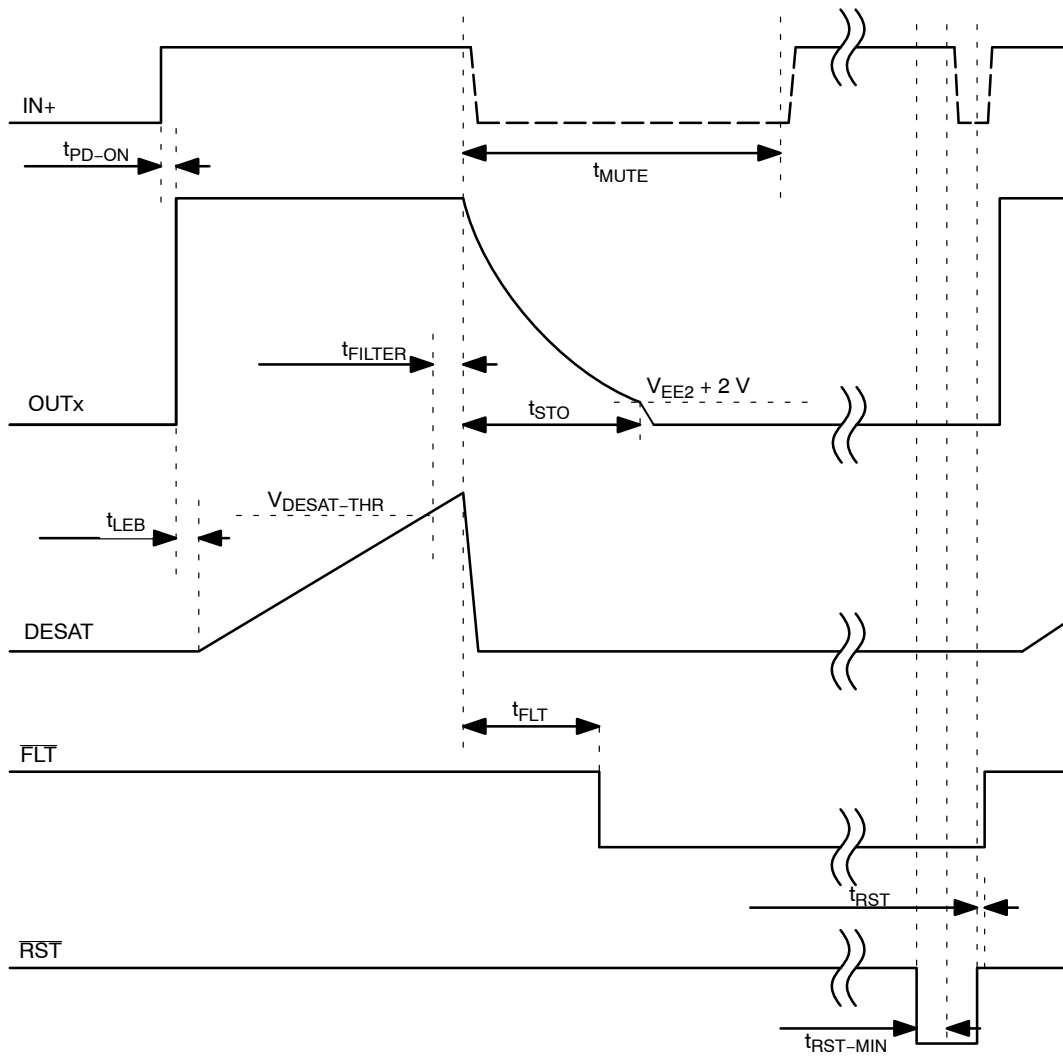 IN+
tPD−ON
tMUTE
tFILTER
VEE2 + 2 V
OUTx
tSTO
VDESAT−THR
tLEB
DESAT
tFLT
FLT
tRST
RST
tRST−MIN